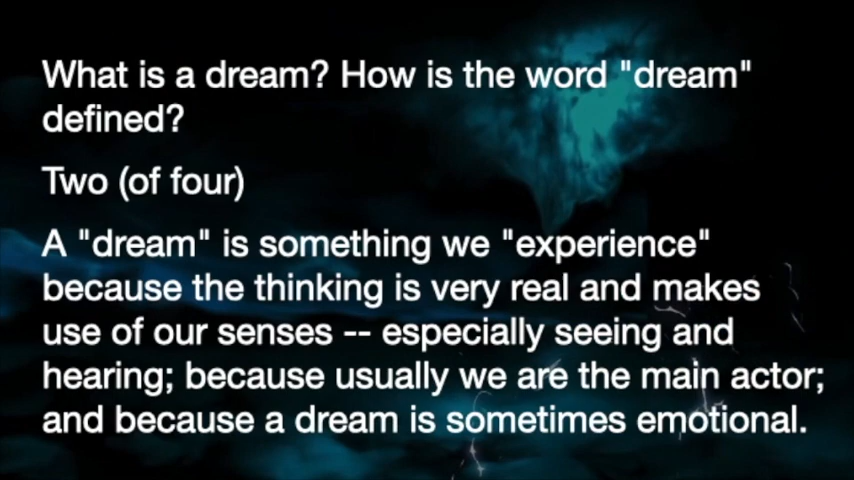 What is a dream? How is the word "dream"
defined?
Two (of four)
A "dream" is something we "experience"
because the thinking is very real and makes
use of our senses -- especially seeing and
hearing; because usually we are the main actor;
and because a dream is sometimes emotional.